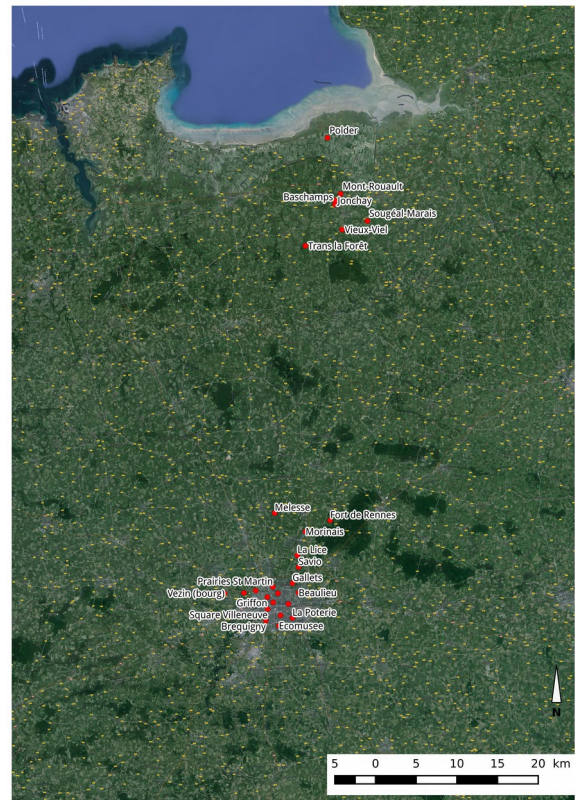 Polder
Mont-Rouault
Baschamps
Jonchay
Sougéal-Marais
Vieux-Viel
Trans la Forêt
Melesse
Fort de Rennes
Morinais
La Lice
Savio
Gallets
Prairies St Martin
Vezin (bourg)
Beaulieu
Griffon
Square Villeneuve
La Poterie
Brequigny
Ecomusee
N
5 0 5 10 15 20 km